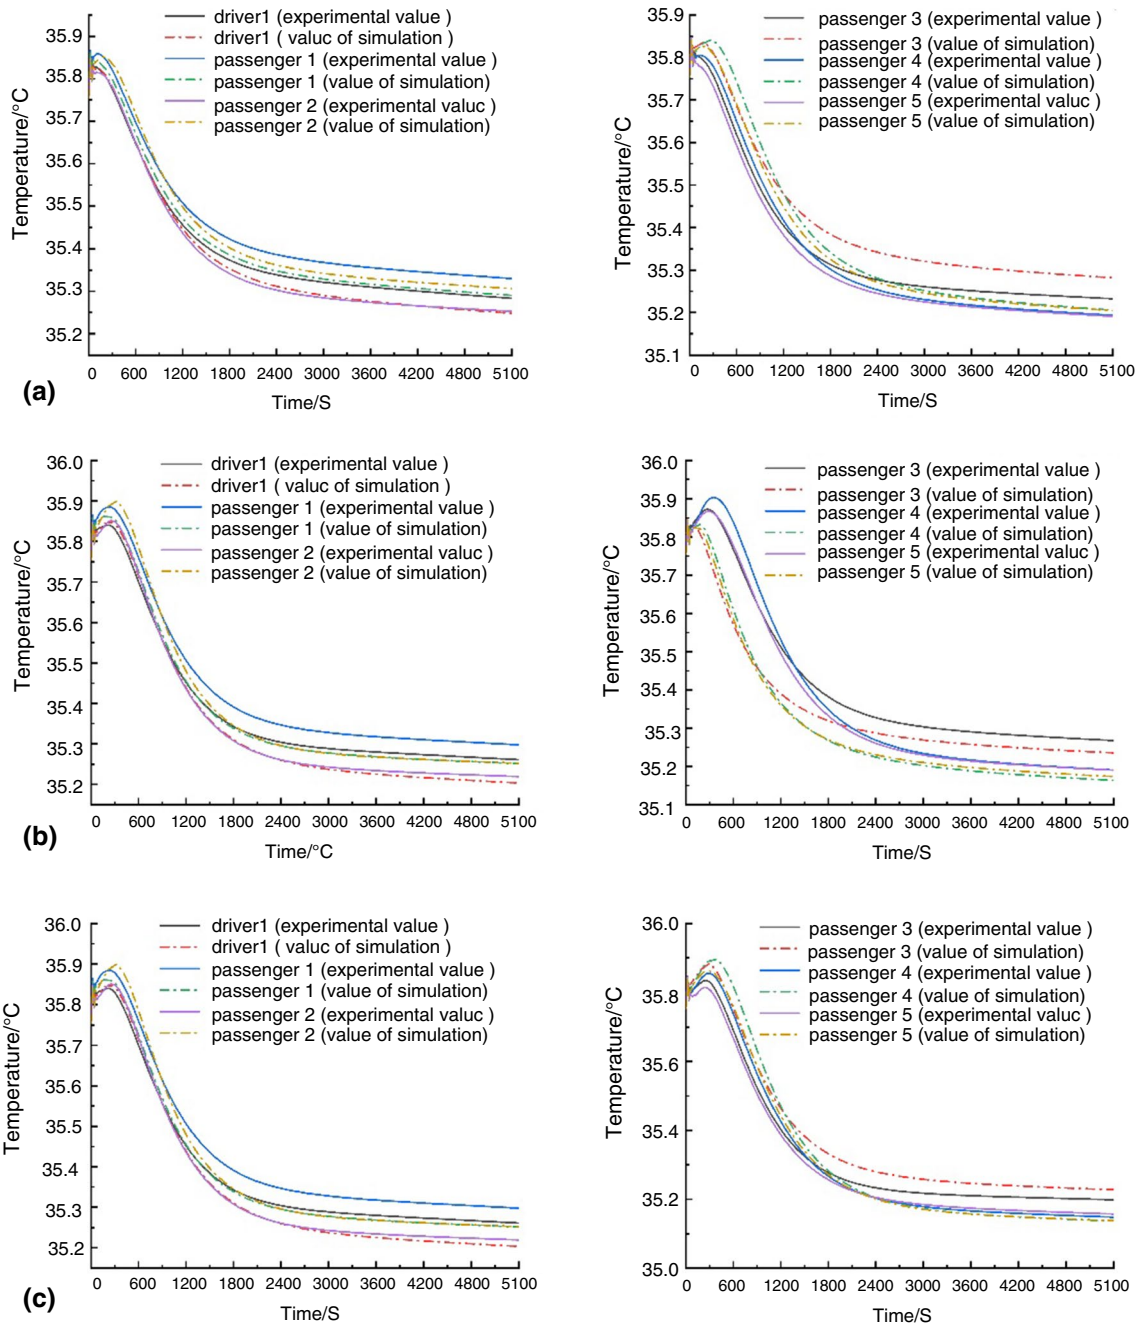 driver1 (experimental value )
driver1 ( valuc of simulation )
passenger 1 (experimental value )
passenger 1 (value of simulation)
passenger 2 (experimental valuc )
passenger 2 (value of simulation)
35.9
35.8
35.7
35.6
35.5
35.4
35.3
35.2
Temperature/°C
0 600 1200 1800 2400 3000 3600 4200 4800 5100
Time/S
passenger 3 (experimental value )
passenger 3 (value of simulation)
passenger 4 (experimental value )
passenger 4 (value of simulation)
passenger 5 (experimental valuc )
passenger 5 (value of simulation)
35.9
35.8
35.7
35.6
35.5
35.4
35.3
35.2
35.1
Temperature/°C
0 600 1200 1800 2400 3000 3600 4200 4800 5100
Time/S
(a)
driver1 (experimental value )
driver1 ( valuc of simulation )
passenger 1 (experimental value )
passenger 1 (value of simulation)
passenger 2 (experimental valuc )
passenger 2 (value of simulation)
36.0
35.9
35.8
35.7
35.6
35.5
35.4
35.3
35.2
Temperature/°C
0 600 1200 1800 2400 3000 3600 4200 4800 5100
Time/°C
passenger 3 (experimental value )
passenger 3 (value of simulation)
passenger 4 (experimental value )
passenger 4 (value of simulation)
passenger 5 (experimental valuc )
passenger 5 (value of simulation)
36.0
35.9
35.8
35.7
35.6
35.5
35.4
35.3
35.2
35.1
Temperature/°C
0 600 1200 1800 2400 3000 3600 4200 4800 5100
Time/S
(b)
driver1 (experimental value )
driver1 ( valuc of simulation )
passenger 1 (experimental value )
passenger 1 (value of simulation)
passenger 2 (experimental valuc )
passenger 2 (value of simulation)
36.0
35.9
35.8
35.7
35.6
35.5
35.4
35.3
35.2
Temperature/°C
0 600 1200 1800 2400 3000 3600 4200 4800 5100
Time/S
passenger 3 (experimental value )
passenger 3 (value of simulation)
passenger 4 (experimental value )
passenger 4 (value of simulation)
passenger 5 (experimental valuc )
passenger 5 (value of simulation)
36.0
35.8
35.6
35.4
35.2
35.0
Temperature/°C
0 600 1200 1800 2400 3000 3600 4200 4800 5100
Time/S
(c)